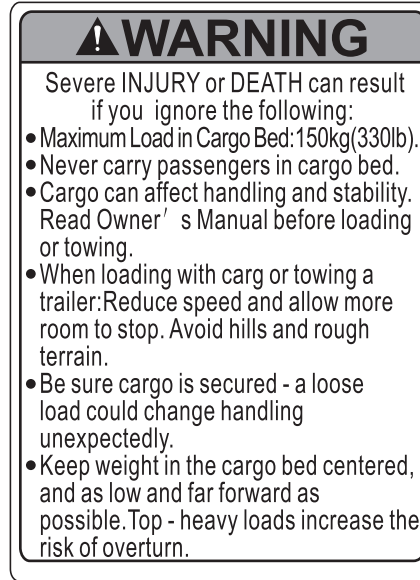 WARNING
Severe INJURY or DEATH can result
if you ignore the following:
●Maximum Load in Cargo Bed:150kg(330lb).
●Never carry passengers in cargo bed.
●Cargo can affect handling and stability.
Read Owner's Manual before loading
or towing.
●When loading with carg or towing a
trailer:Reduce speed and allow more
room to stop. Avoid hills and rough
terrain.
●Be sure cargo is secured - a loose
load could change handling
unexpectedly.
●Keep weight in the cargo bed centered,
and as low and far forward as
possible.Top - heavy loads increase the
risk of overturn.